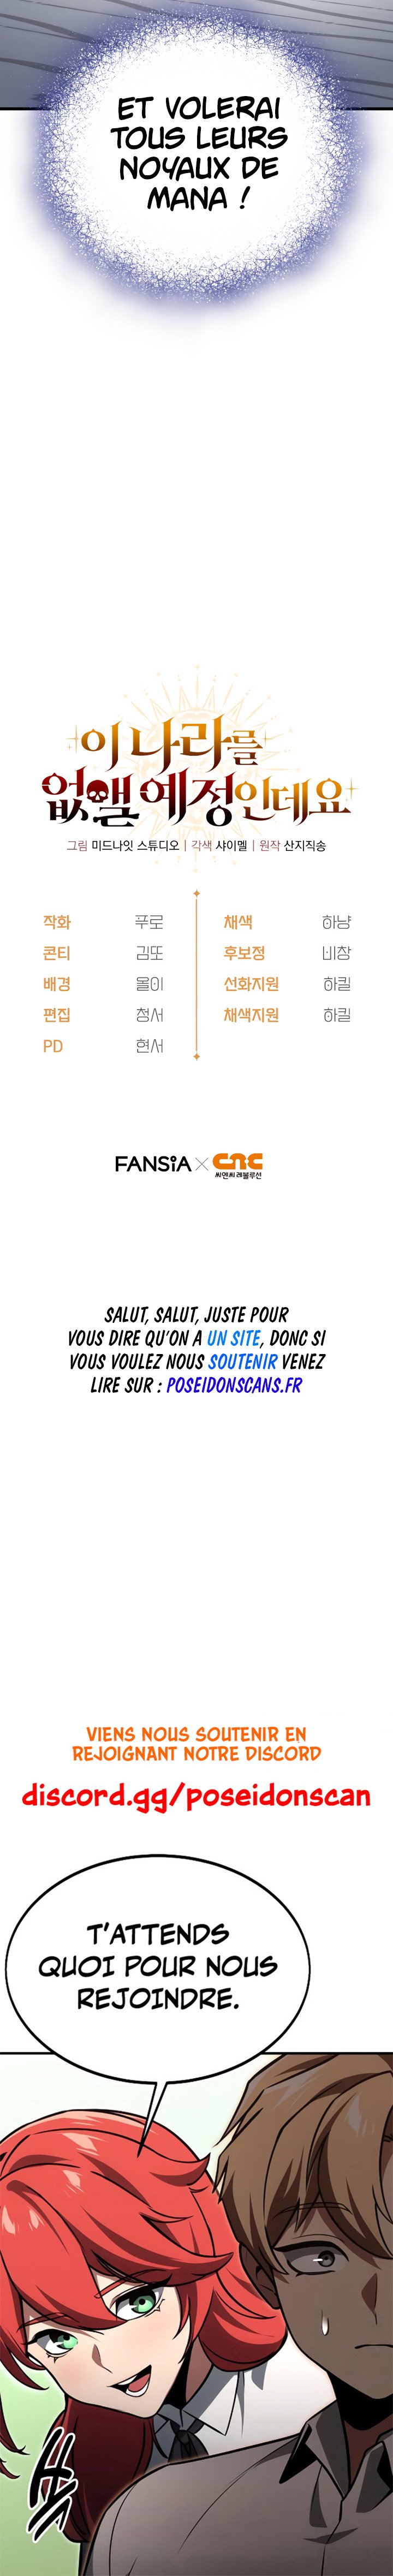 ET VOLERAI
TOUS LEURS
NOYAUX DE
MANA !
이 나라를
없앨 예정인데요
그림 미드나잇 스튜디오 | 각색 샤이멜 | 원작 산지직송
작화 푸로 채색 하냥
콘티 김또 후보정 비창
배경 올이 선화지원 하킬
편집 청서 채색지원 하킬
PD 현서
FANSiA × CNC
씨앤씨 레볼루션
SALUT, SALUT, JUSTE POUR
VOUS DIRE QU'ON A UN SITE, DONC SI
VOUS VOULEZ NOUS SOUTENIR VENEZ
LIRE SUR : POSEIDONSCANS.FR
VIENS NOUS SOUTENIR EN
REJOIGNANT NOTRE DISCORD
discord.gg/poseidonscan
T'ATTENDS
QUOI POUR NOUS
REJOINDRE.